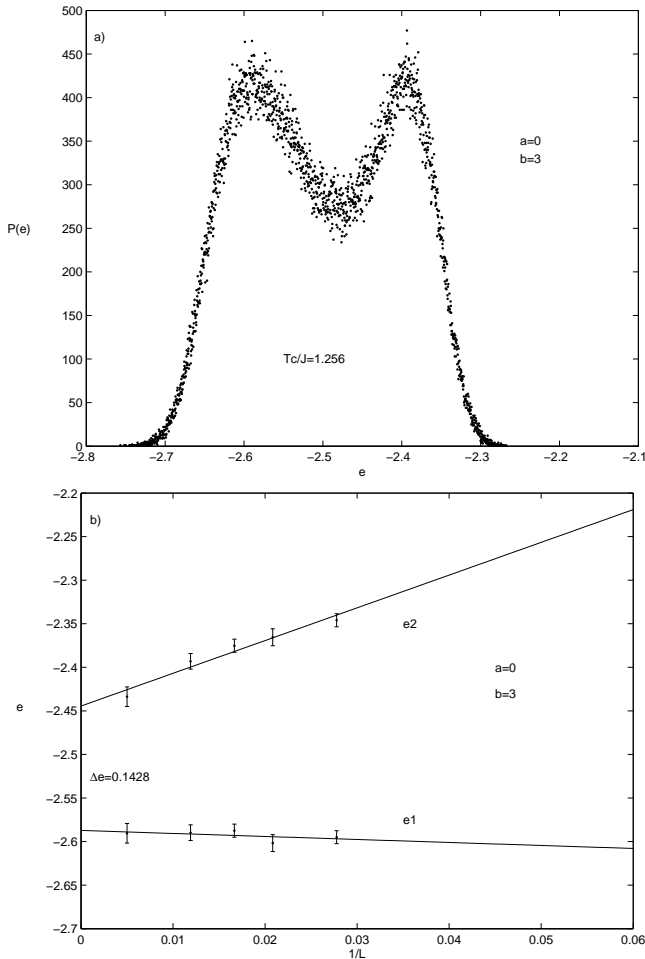 500
a)
450
400
350
a=0
b=3
300
P(e)
250
200
150
100
Tc/J=1.256
50
0
−2.8 −2.7 −2.6 −2.5 −2.4 −2.3 −2.2 −2.1
e
−2.2
b)
−2.25
−2.3
−2.35
e2
−2.4
a=0
b=3
e
−2.45
−2.5
Δe=0.1428
−2.55
e1
−2.6
−2.65
−2.7
0 0.01 0.02 0.03 0.04 0.05 0.06
1/L